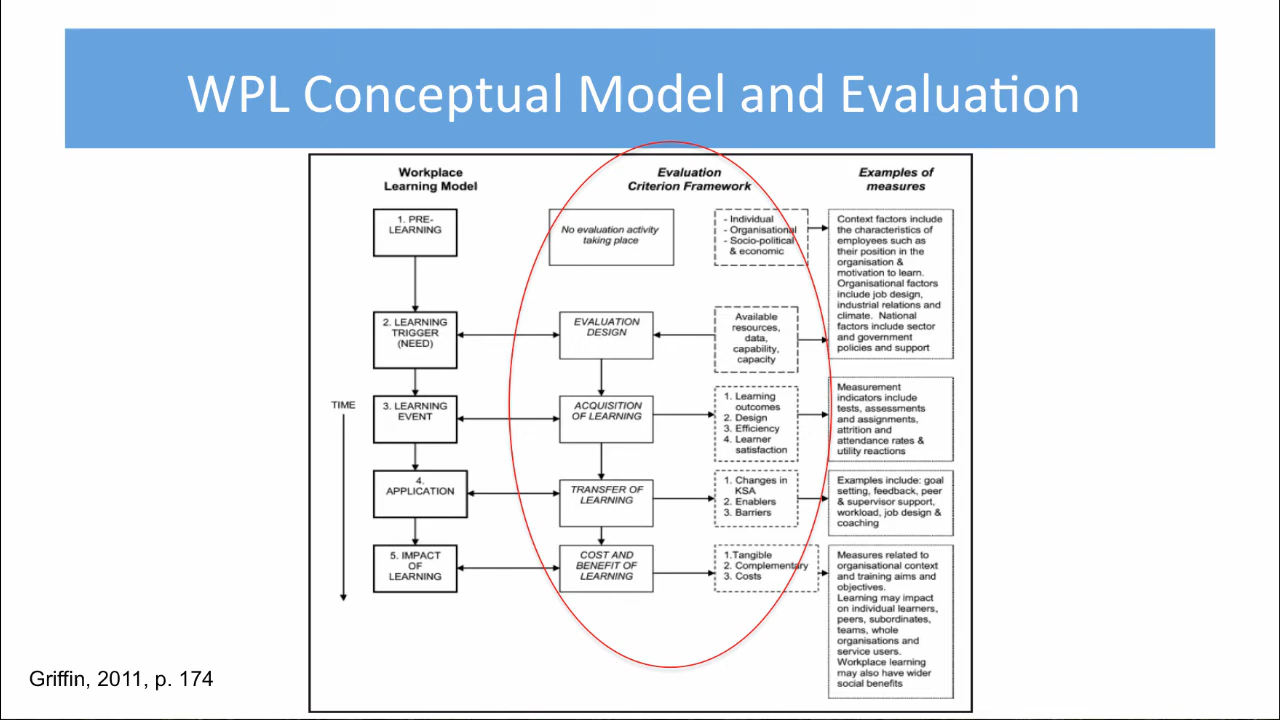 WPL Conceptual Model and Evaluation
Workplace
Learning Model
Evaluation
Criterion Framework
Examples of
measures
1. PRE-
LEARNING
No evaluation activity
taking place
- Individual
- Organisational
- Socio-political
& economic
Context factors include
the characteristics of
employees such as
their position in the
organisation &
motivation to learn.
Organisational factors
include job design,
industrial relations and
climate. National
factors include sector
and government
policies and support
2. LEARNING
TRIGGER
(NEED)
EVALUATION
DESIGN
Available
resources,
data,
capability,
capacity
TIME
3. LEARNING
EVENT
ACQUISITION
OF LEARNING
1. Learning
outcomes
2. Design
3. Efficiency
4. Learner
satisfaction
Measurement
indicators include
tests, assessments
and assignments,
attrition and
attendance rates &
utility reactions
4.
APPLICATION
TRANSFER OF
LEARNING
1. Changes in
KSA
2. Enablers
3. Barriers
Examples include: goal
setting, feedback, peer
& supervisor support,
workload, job design &
coaching
5. IMPACT
OF
LEARNING
COST AND
BENEFIT OF
LEARNING
1.Tangible
2. Complementary
3. Costs
Measures related to
organisational context
and training aims and
objectives.
Learning may impact
on individual learners,
peers, subordinates,
teams, whole
organisations and
service users.
Workplace learning
may also have wider
social benefits
Griffin, 2011, p. 174